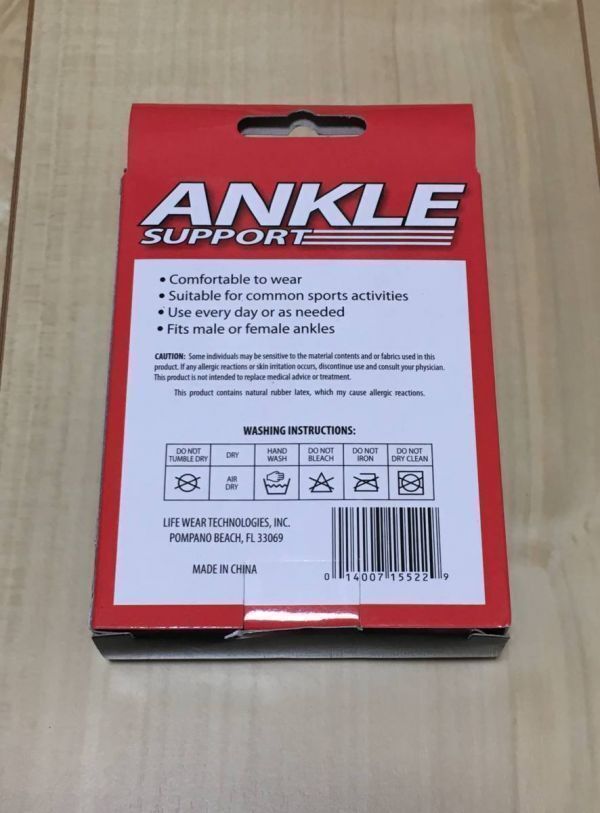 ANKLE
SUPPORT
• Comfortable to wear
• Suitable for common sports activities
• Use every day or as needed
• Fits male or female ankles
CAUTION: Some individuals may be sensitive to the material contents and or fabrics used in this
product. If any allergic reactions or skin irritation occurs, discontinue use and consult your physician.
This product is not intended to replace medical advice or treatment.
This product contains natural rubber latex, which my cause allergic reactions.
WASHING INSTRUCTIONS:
DO NOT TUMBLE DRY
DRY
HAND WASH
DO NOT BLEACH
DO NOT IRON
DO NOT DRY CLEAN
AIR DRY
LIFE WEAR TECHNOLOGIES, INC.
POMPANO BEACH, FL 33069
MADE IN CHINA
0 14007 15522 9